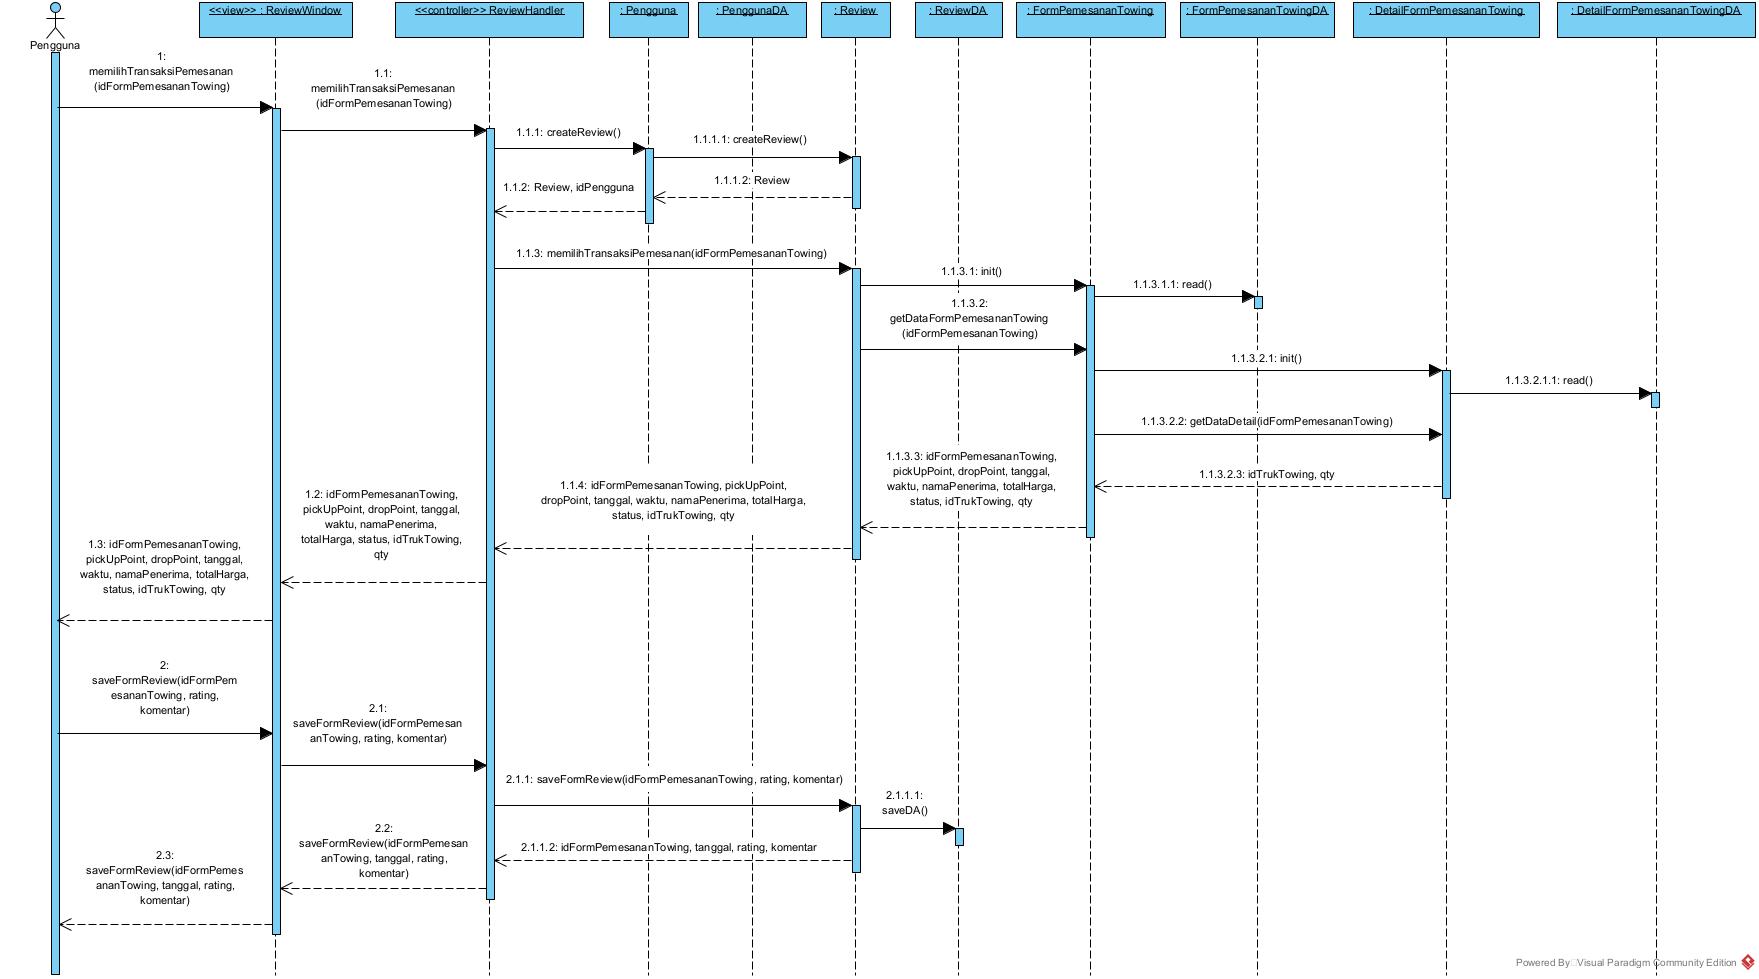 <<view>> : ReviewWindow
<<controller>> ReviewHandler
: Pengguna
: PenggunaDA
: Review
: ReviewDA
: FormPemesananTowing
: FormPemesananTowingDA
: DetailFormPemesananTowing
: DetailFormPemesananTowingDA
Pengguna
1:
memilihTransaksiPemesanan
(idFormPemesananTowing)
1.1:
memilihTransaksiPemesanan
(idFormPemesananTowing)
1.1.1: createReview()
1.1.1.1: createReview()
1.1.1.2: Review
1.1.2: Review, idPengguna
1.1.3: memilihTransaksiPemesanan(idFormPemesananTowing)
1.1.3.1: init()
1.1.3.1.1: read()
1.1.3.2:
getDataFormPemesananTowing
(idFormPemesananTowing)
1.1.3.2.1: init()
1.1.3.2.1.1: read()
1.1.3.2.2: getDataDetail(idFormPemesananTowing)
1.1.3.2.3: idTrukTowing, qty
1.1.3.3: idFormPemesananTowing,
pickUpPoint, dropPoint, tanggal,
waktu, namaPenerima, totalHarga,
status, idTrukTowing, qty
1.1.4: idFormPemesananTowing, pickUpPoint,
dropPoint, tanggal, waktu, namaPenerima, totalHarga,
status, idTrukTowing, qty
1.2: idFormPemesananTowing,
pickUpPoint, dropPoint, tanggal,
waktu, namaPenerima,
totalHarga, status, idTrukTowing,
qty
1.3: idFormPemesananTowing,
pickUpPoint, dropPoint, tanggal,
waktu, namaPenerima, totalHarga,
status, idTrukTowing, qty
2:
saveFormReview(idFormPem
esananTowing, rating,
komentar)
2.1:
saveFormReview(idFormPemesan
anTowing, rating, komentar)
2.1.1: saveFormReview(idFormPemesananTowing, rating, komentar)
2.1.1.1:
saveDA()
2.1.1.2: idFormPemesananTowing, tanggal, rating, komentar
2.2:
saveFormReview(idFormPemesan
anTowing, tanggal, rating,
komentar)
2.3:
saveFormReview(idFormPemes
ananTowing, tanggal, rating,
komentar)
Powered By Visual Paradigm Community Edition